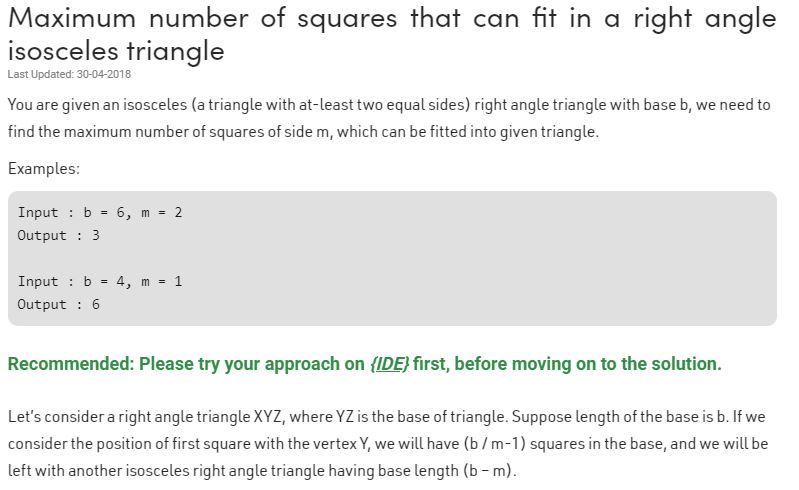 Maximum number of squares that can fit in a right angle
isosceles triangle
Last Updated: 30-04-2018
You are given an isosceles (a triangle with at-least two equal sides) right angle triangle with base b, we need to
find the maximum number of squares of side m, which can be fitted into given triangle.
Examples:
Input : b = 6, m = 2
Output : 3
Input : b = 4, m = 1
Output : 6
Recommended: Please try your approach on {IDE} first, before moving on to the solution.
Let's consider a right angle triangle XYZ, where YZ is the base of triangle. Suppose length of the base is b. If we
consider the position of first square with the vertex Y, we will have (b / m-1) squares in the base, and we will be
left with another isosceles right angle triangle having base length (b – m).